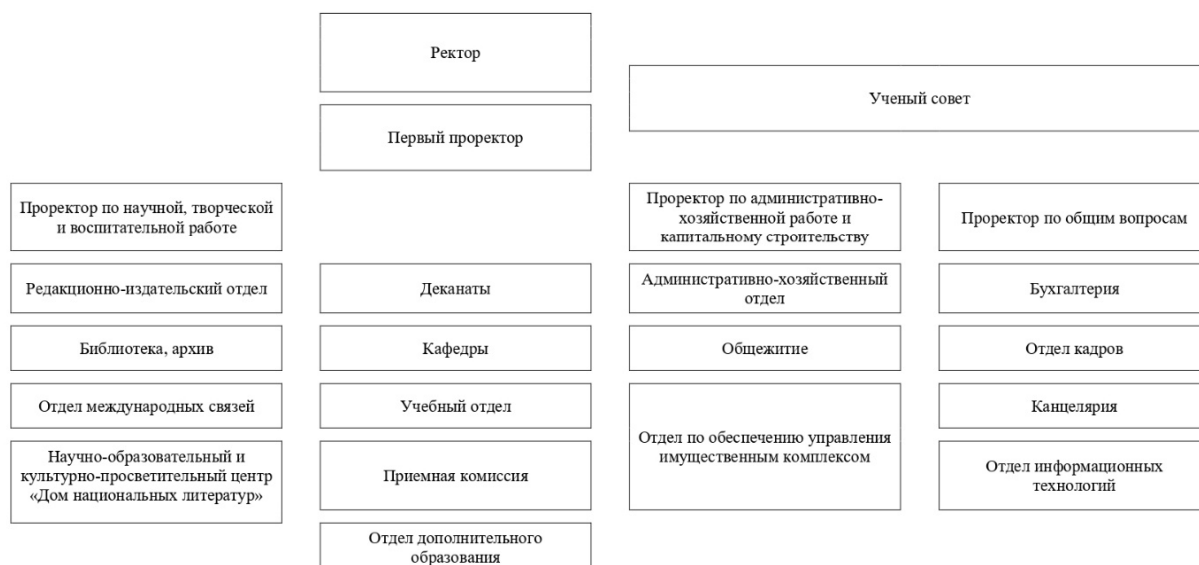 Ректор
Ученый совет
Первый проректор
Проректор по научной, творческой
и воспитательной работе
Проректор по административно-
хозяйственной работе и
капитальному строительству
Проректор по общим вопросам
Редакционно-издательский отдел
Деканаты
Административно-хозяйственный
отдел
Бухгалтерия
Библиотека, архив
Кафедры
Общежитие
Отдел кадров
Отдел международных связей
Учебный отдел
Отдел по обеспечению управления
имущественным комплексом
Канцелярия
Научно-образовательный и
культурно-просветительный центр
«Дом национальных литератур»
Приемная комиссия
Отдел информационных
технологий
Отдел дополнительного
образования